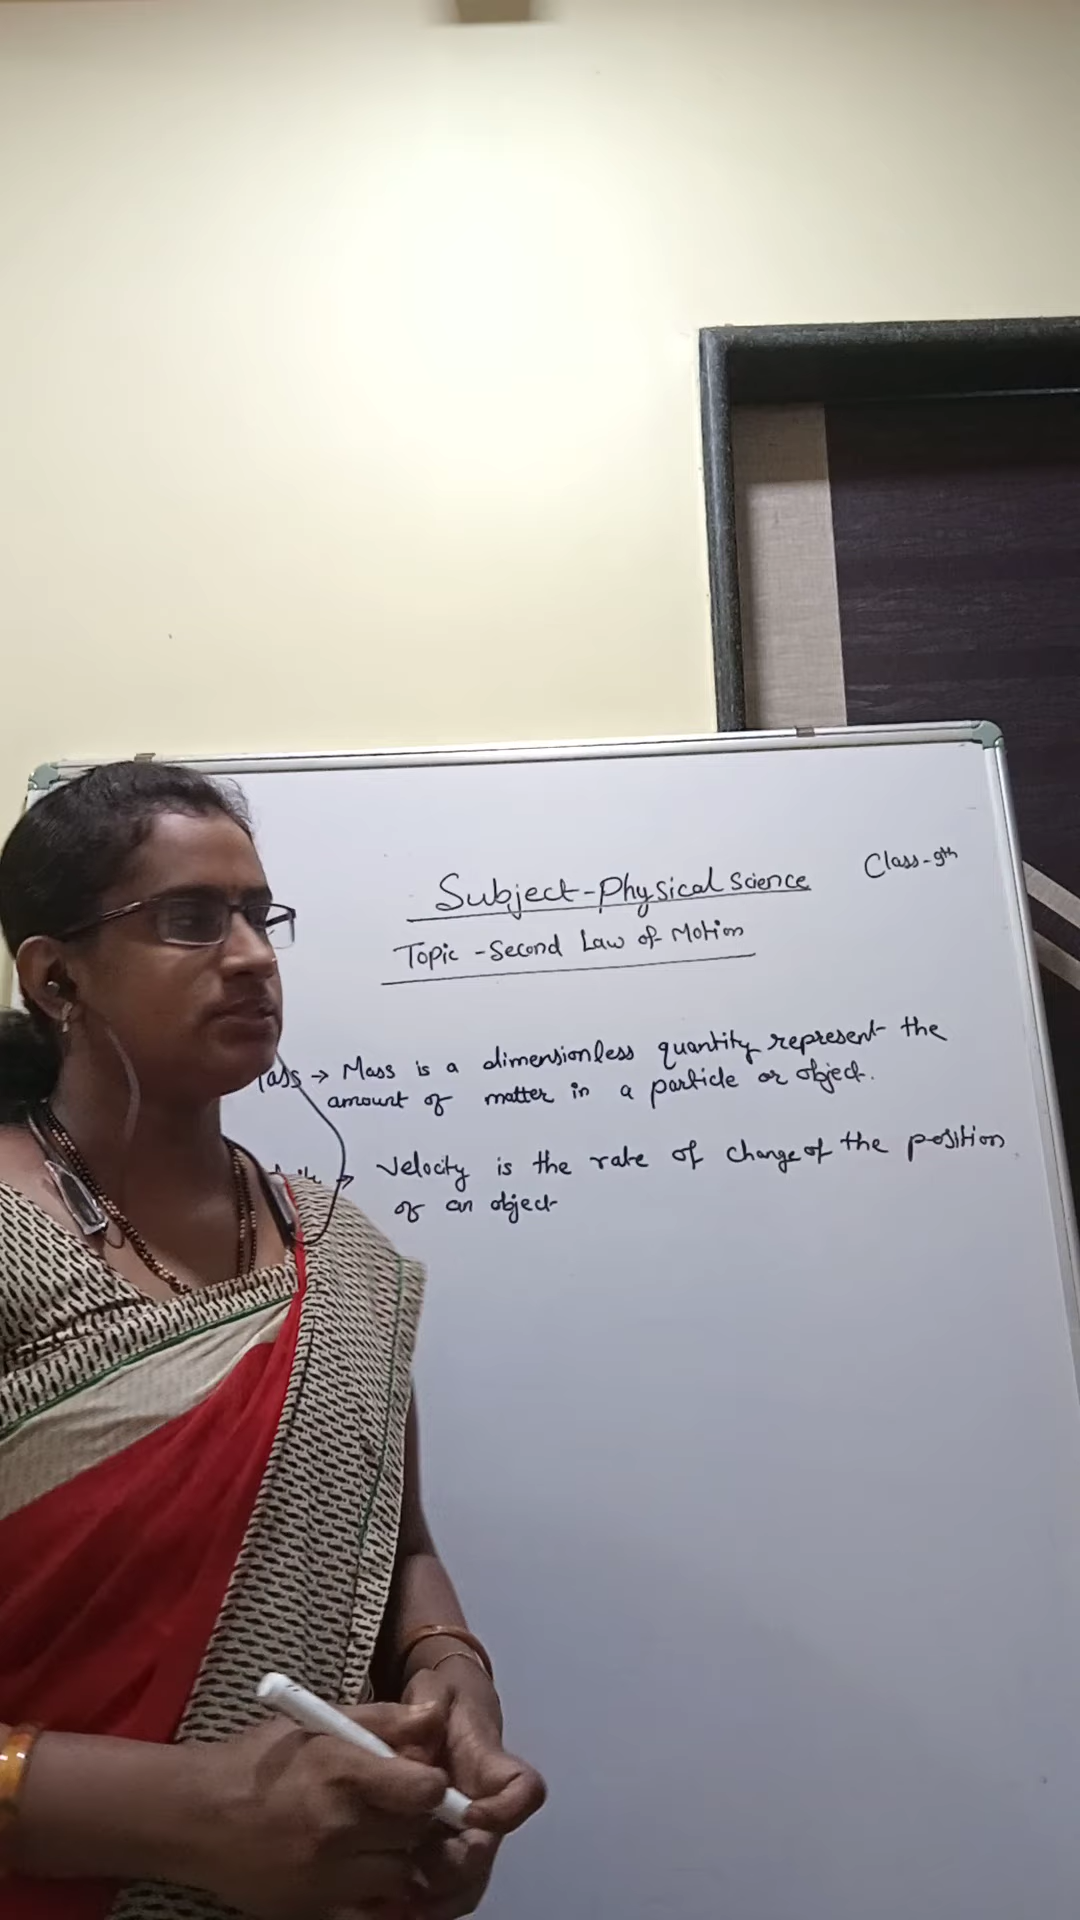 Class-9th
Subject-Physical Science
Topic -Second Law of Motion
Mass is a dimensionless quantity represent the
amount of matter in a particle or object.
Velocity is the rate of change of the position
of an object